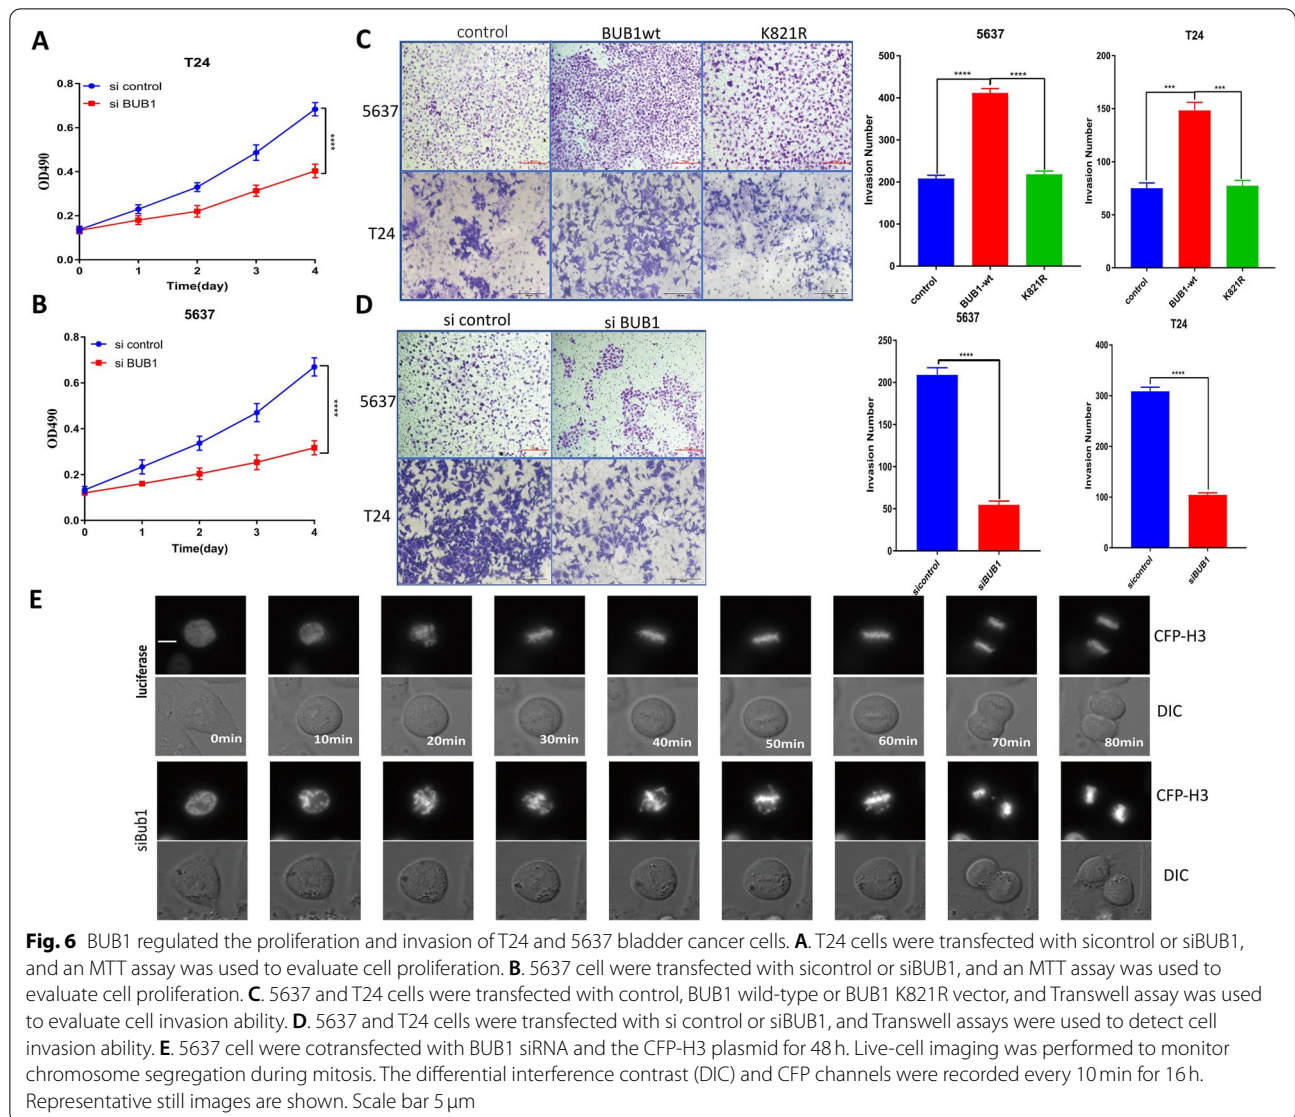 A
T24
si control
si BUB1
OD490
0.8
0.6
0.4
0.2
0.0
0 1 2 3 4
Time(day)
****
B
5637
si control
si BUB1
OD490
0.8
0.6
0.4
0.2
0.0
0 1 2 3 4
Time(day)
****
C
control BUB1wt K821R
5637
T24
5637
Invasion Number
500
400
300
200
100
0
**** ****
control BUB1-wt K821R
T24
Invasion Number
200
150
100
50
0
*** ***
control BUB1-wt K821R
D
si control si BUB1
5637
T24
5637
Invasion Number
250
200
150
100
50
0
****
sicontrol siBUB1
T24
Invasion Number
400
300
200
100
0
****
sicontrol siBUB1
E
luciferase
CFP-H3
DIC
0min 10min 20min 30min 40min 50min 60min 70min 80min
siBub1
CFP-H3
DIC
Fig. 6 BUB1 regulated the proliferation and invasion of T24 and 5637 bladder cancer cells. A. T24 cells were transfected with sicontrol or siBUB1,
and an MTT assay was used to evaluate cell proliferation. B. 5637 cell were transfected with sicontrol or siBUB1, and an MTT assay was used to
evaluate cell proliferation. C. 5637 and T24 cells were transfected with control, BUB1 wild-type or BUB1 K821R vector, and Transwell assay was used
to evaluate cell invasion ability. D. 5637 and T24 cells were transfected with si control or siBUB1, and Transwell assays were used to detect cell
invasion ability. E. 5637 cell were cotransfected with BUB1 siRNA and the CFP-H3 plasmid for 48 h. Live-cell imaging was performed to monitor
chromosome segregation during mitosis. The differential interference contrast (DIC) and CFP channels were recorded every 10 min for 16 h.
Representative still images are shown. Scale bar 5 μm